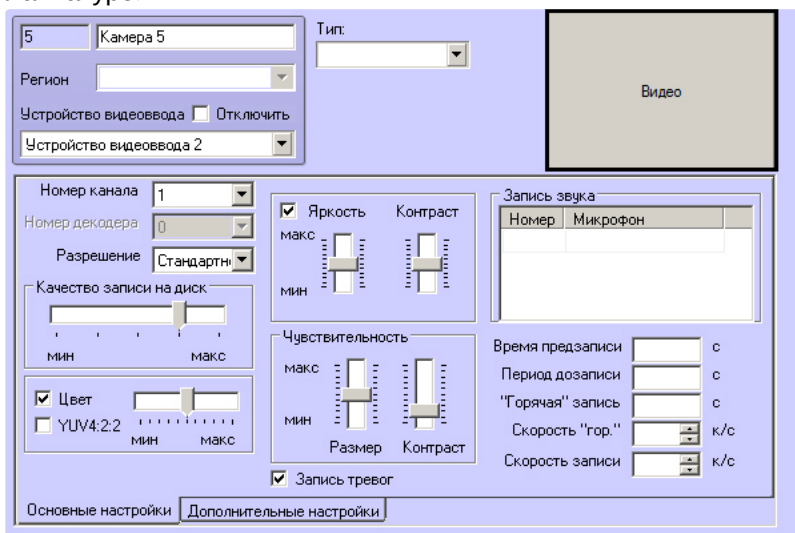 5
Камера 5
Тип:
Регион
Видео
Устройство видеоввода
Отключить
Устройство видеоввода 2
Номер канала
1
Номер декодера
0
Разрешение
Стандартн
Качество записи на диск
мин
макс
Цвет
YUV4:2:2
мин
макс
Яркость
Контраст
макс
мин
Чувствительность
макс
мин
Размер
Контраст
Запись тревог
Запись звука
Номер
Микрофон
Время предзаписи
с
Период дозаписи
с
"Горячая" запись
с
Скорость "гор."
к/с
Скорость записи
к/с
Основные настройки
Дополнительные настройки